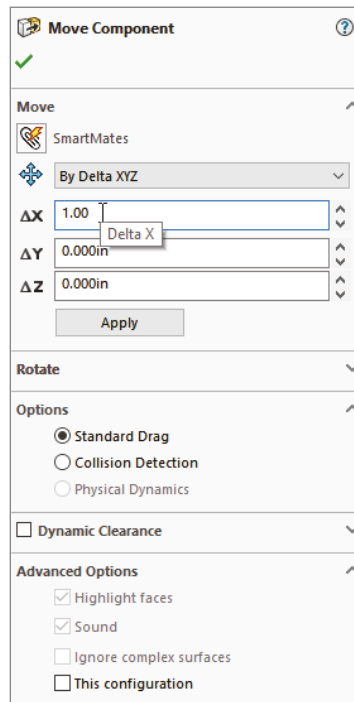 Move Component
?
Move
SmartMates
By Delta XYZ
ΔX 1.00
Delta X
ΔY 0.000in
ΔZ 0.000in
Apply
Rotate
Options
Standard Drag
Collision Detection
Physical Dynamics
Dynamic Clearance
Advanced Options
Highlight faces
Sound
Ignore complex surfaces
This configuration